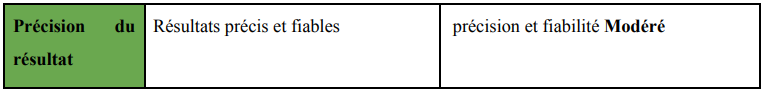 Précision du Résultats précis et fiables précision et fiabilité Modéré
résultat